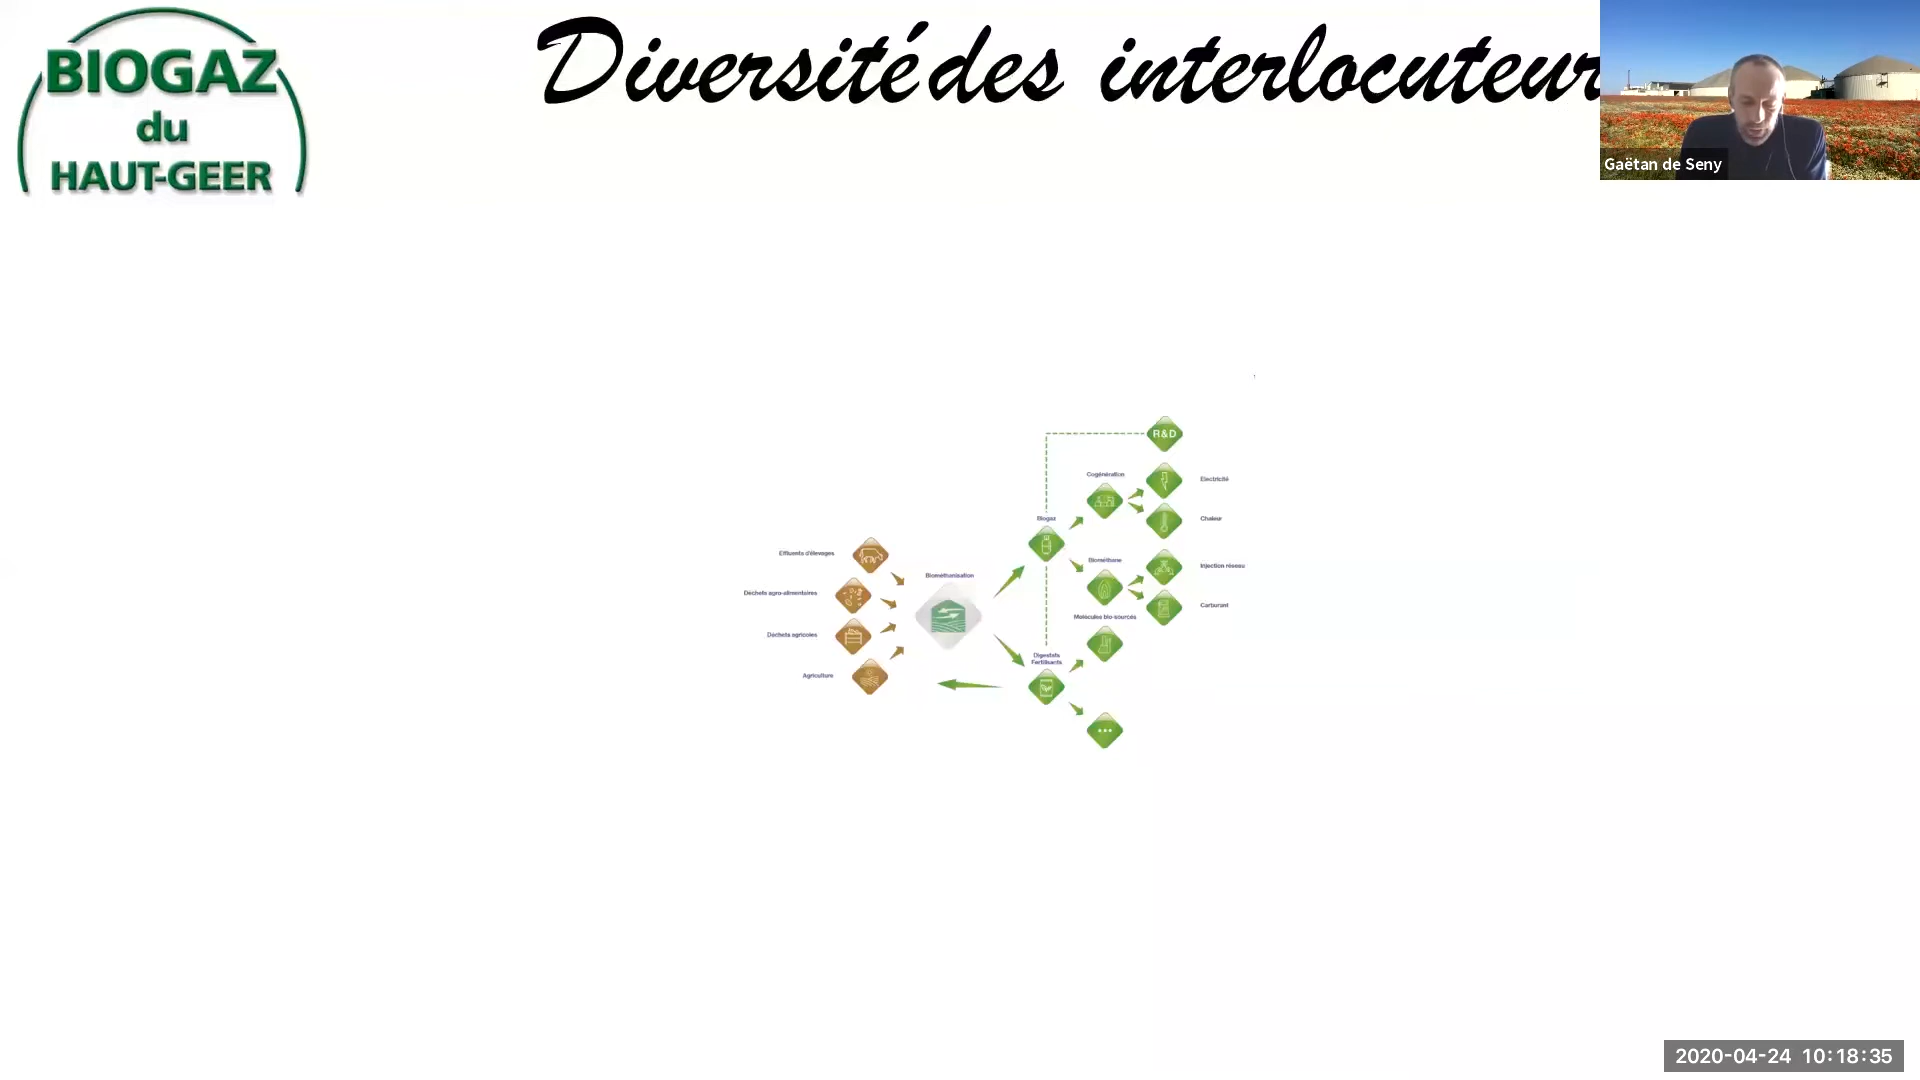 BIOGAZ
du
HAUT-GEER
Diversité des interlocuteur
Gaëtan de Seny
R&D
Cogénération
Electricité
Chaleur
Biogaz
Biométhane
Injection réseau
Carburant
Effluents d'élevages
Déchets agro-alimentaires
Déchets agricoles
Agriculture
Biométhanisation
Molécules bio-sourcés
Digestats
Fertilisants
2020-04-24 10:18:35